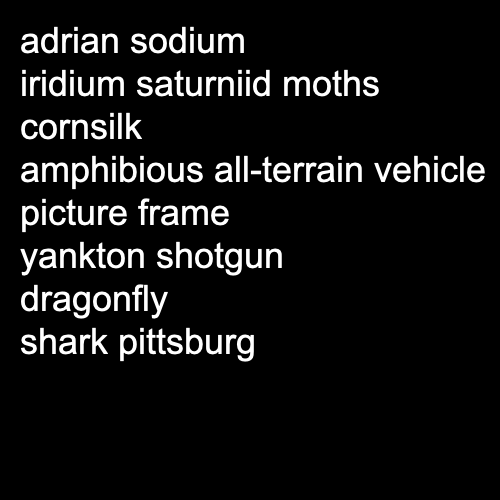 adrian sodium
iridium saturniid moths
cornsilk
amphibious all-terrain vehicle
picture frame
yankton shotgun
dragonfly
shark pittsburg